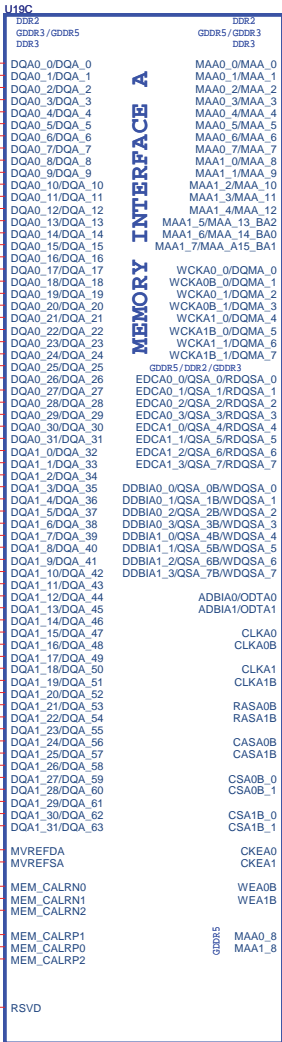 U19C
DDR2
GDDR3/GDDR5
DDR3
DDR2
GDDR5/GDDR3
DDR3
MEMORY INTERFACE A
DQA0_0/DQA_0
DQA0_1/DQA_1
DQA0_2/DQA_2
DQA0_3/DQA_3
DQA0_4/DQA_4
DQA0_5/DQA_5
DQA0_6/DQA_6
DQA0_7/DQA_7
DQA0_8/DQA_8
DQA0_9/DQA_9
DQA0_10/DQA_10
DQA0_11/DQA_11
DQA0_12/DQA_12
DQA0_13/DQA_13
DQA0_14/DQA_14
DQA0_15/DQA_15
DQA0_16/DQA_16
DQA0_17/DQA_17
DQA0_18/DQA_18
DQA0_19/DQA_19
DQA0_20/DQA_20
DQA0_21/DQA_21
DQA0_22/DQA_22
DQA0_23/DQA_23
DQA0_24/DQA_24
DQA0_25/DQA_25
DQA0_26/DQA_26
DQA0_27/DQA_27
DQA0_28/DQA_28
DQA0_29/DQA_29
DQA0_30/DQA_30
DQA0_31/DQA_31
DQA1_0/DQA_32
DQA1_1/DQA_33
DQA1_2/DQA_34
DQA1_3/DQA_35
DQA1_4/DQA_36
DQA1_5/DQA_37
DQA1_6/DQA_38
DQA1_7/DQA_39
DQA1_8/DQA_40
DQA1_9/DQA_41
DQA1_10/DQA_42
DQA1_11/DQA_43
DQA1_12/DQA_44
DQA1_13/DQA_45
DQA1_14/DQA_46
DQA1_15/DQA_47
DQA1_16/DQA_48
DQA1_17/DQA_49
DQA1_18/DQA_50
DQA1_19/DQA_51
DQA1_20/DQA_52
DQA1_21/DQA_53
DQA1_22/DQA_54
DQA1_23/DQA_55
DQA1_24/DQA_56
DQA1_25/DQA_57
DQA1_26/DQA_58
DQA1_27/DQA_59
DQA1_28/DQA_60
DQA1_29/DQA_61
DQA1_30/DQA_62
DQA1_31/DQA_63
MVREFDA
MVREFSA
MEM_CALRN0
MEM_CALRN1
MEM_CALRN2
MEM_CALRP1
MEM_CALRP0
MEM_CALRP2
RSVD
MAA0_0/MAA_0
MAA0_1/MAA_1
MAA0_2/MAA_2
MAA0_3/MAA_3
MAA0_4/MAA_4
MAA0_5/MAA_5
MAA0_6/MAA_6
MAA0_7/MAA_7
MAA1_0/MAA_8
MAA1_1/MAA_9
MAA1_2/MAA_10
MAA1_3/MAA_11
MAA1_4/MAA_12
MAA1_5/MAA_13_BA2
MAA1_6/MAA_14_BA0
MAA1_7/MAA_A15_BA1
WCKA0_0/DQMA_0
WCKA0B_0/DQMA_1
WCKA0_1/DQMA_2
WCKA0B_1/DQMA_3
WCKA1_0/DQMA_4
WCKA1B_0/DQMA_5
WCKA1_1/DQMA_6
WCKA1B_1/DQMA_7
GDDR5/DDR2/GDDR3
EDCA0_0/QSA_0/RDQSA_0
EDCA0_1/QSA_1/RDQSA_1
EDCA0_2/QSA_2/RDQSA_2
EDCA0_3/QSA_3/RDQSA_3
EDCA1_0/QSA_4/RDQSA_4
EDCA1_1/QSA_5/RDQSA_5
EDCA1_2/QSA_6/RDQSA_6
EDCA1_3/QSA_7/RDQSA_7
DDBIA0_0/QSA_0B/WDQSA_0
DDBIA0_1/QSA_1B/WDQSA_1
DDBIA0_2/QSA_2B/WDQSA_2
DDBIA0_3/QSA_3B/WDQSA_3
DDBIA1_0/QSA_4B/WDQSA_4
DDBIA1_1/QSA_5B/WDQSA_5
DDBIA1_2/QSA_6B/WDQSA_6
DDBIA1_3/QSA_7B/WDQSA_7
ADBIA0/ODTA0
ADBIA1/ODTA1
CLKA0
CLKA0B
CLKA1
CLKA1B
RASA0B
RASA1B
CASA0B
CASA1B
CSA0B_0
CSA0B_1
CSA1B_0
CSA1B_1
CKEA0
CKEA1
WEA0B
WEA1B
GDDR5
MAA0_8
MAA1_8